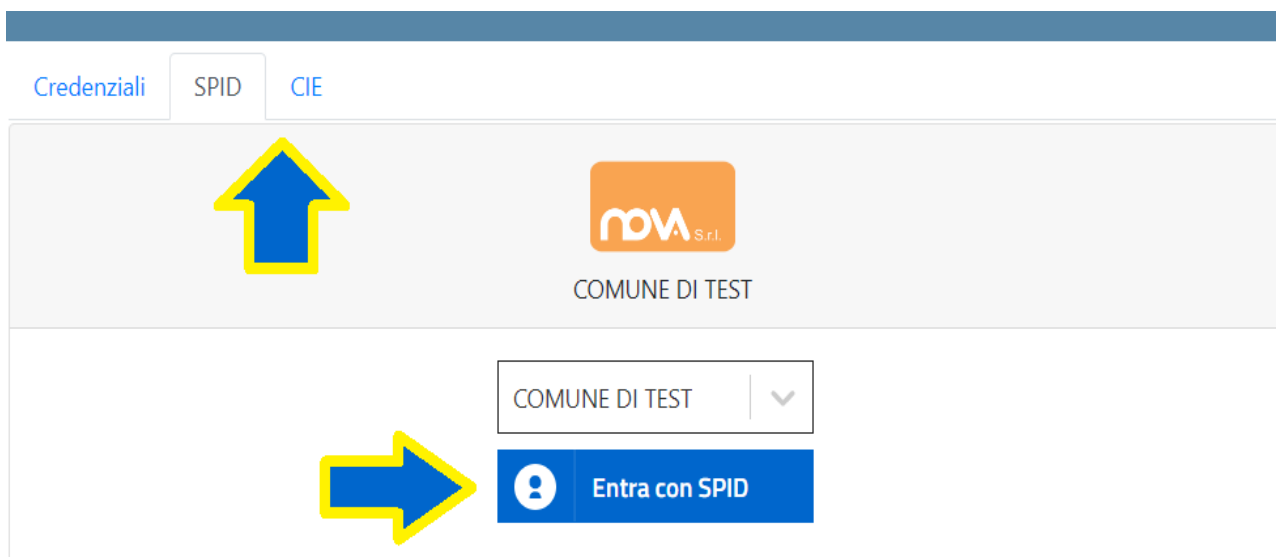 Credenziali SPID CIE
NOVA S.r.l.
COMUNE DI TEST
COMUNE DI TEST
Entra con SPID